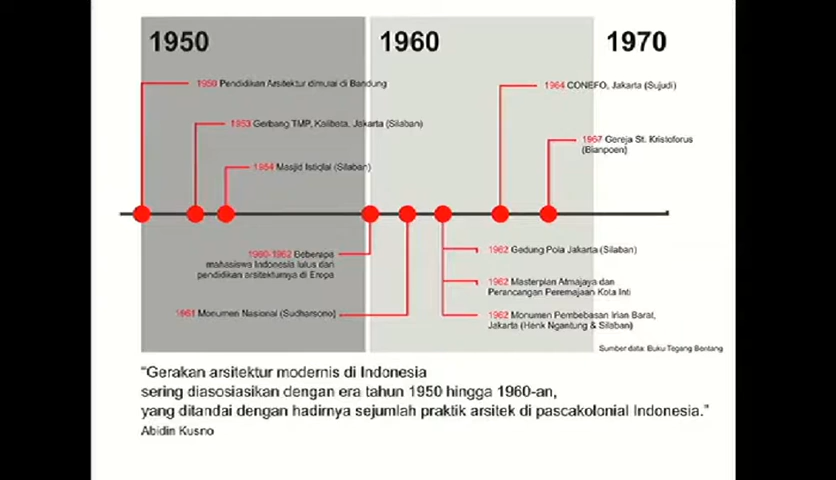 1950
1960
1970
1950 Pendidikan Arsitektur dimulai di Bandung
1964 CONEFO, Jakarta (Sujudi)
1953 Gerbang TMP, Kalibata, Jakarta (Silaban)
1967 Gereja St. Kristoforus
(Bianpoen)
1954 Masjid Istiqlal (Silaban)
1960-1962 Beberapa
mahasiswa Indonesia lulus dari
pendidikan arsitekturnya di Eropa
1962 Gedung Pola Jakarta (Silaban)
1962 Masterplan Atmajaya dan
Perancangan Peremajaan Kota Inti
1961 Monumen Nasional (Sudharsono)
1962 Monumen Pembebasan Irian Barat,
Jakarta (Henk Ngantung & Silaban)
Sumber data: Buku Tegang Bentang
"Gerakan arsitektur modernis di Indonesia
sering diasosiasikan dengan era tahun 1950 hingga 1960-an,
yang ditandai dengan hadirnya sejumlah praktik arsitek di pascakolonial Indonesia."
Abidin Kusno